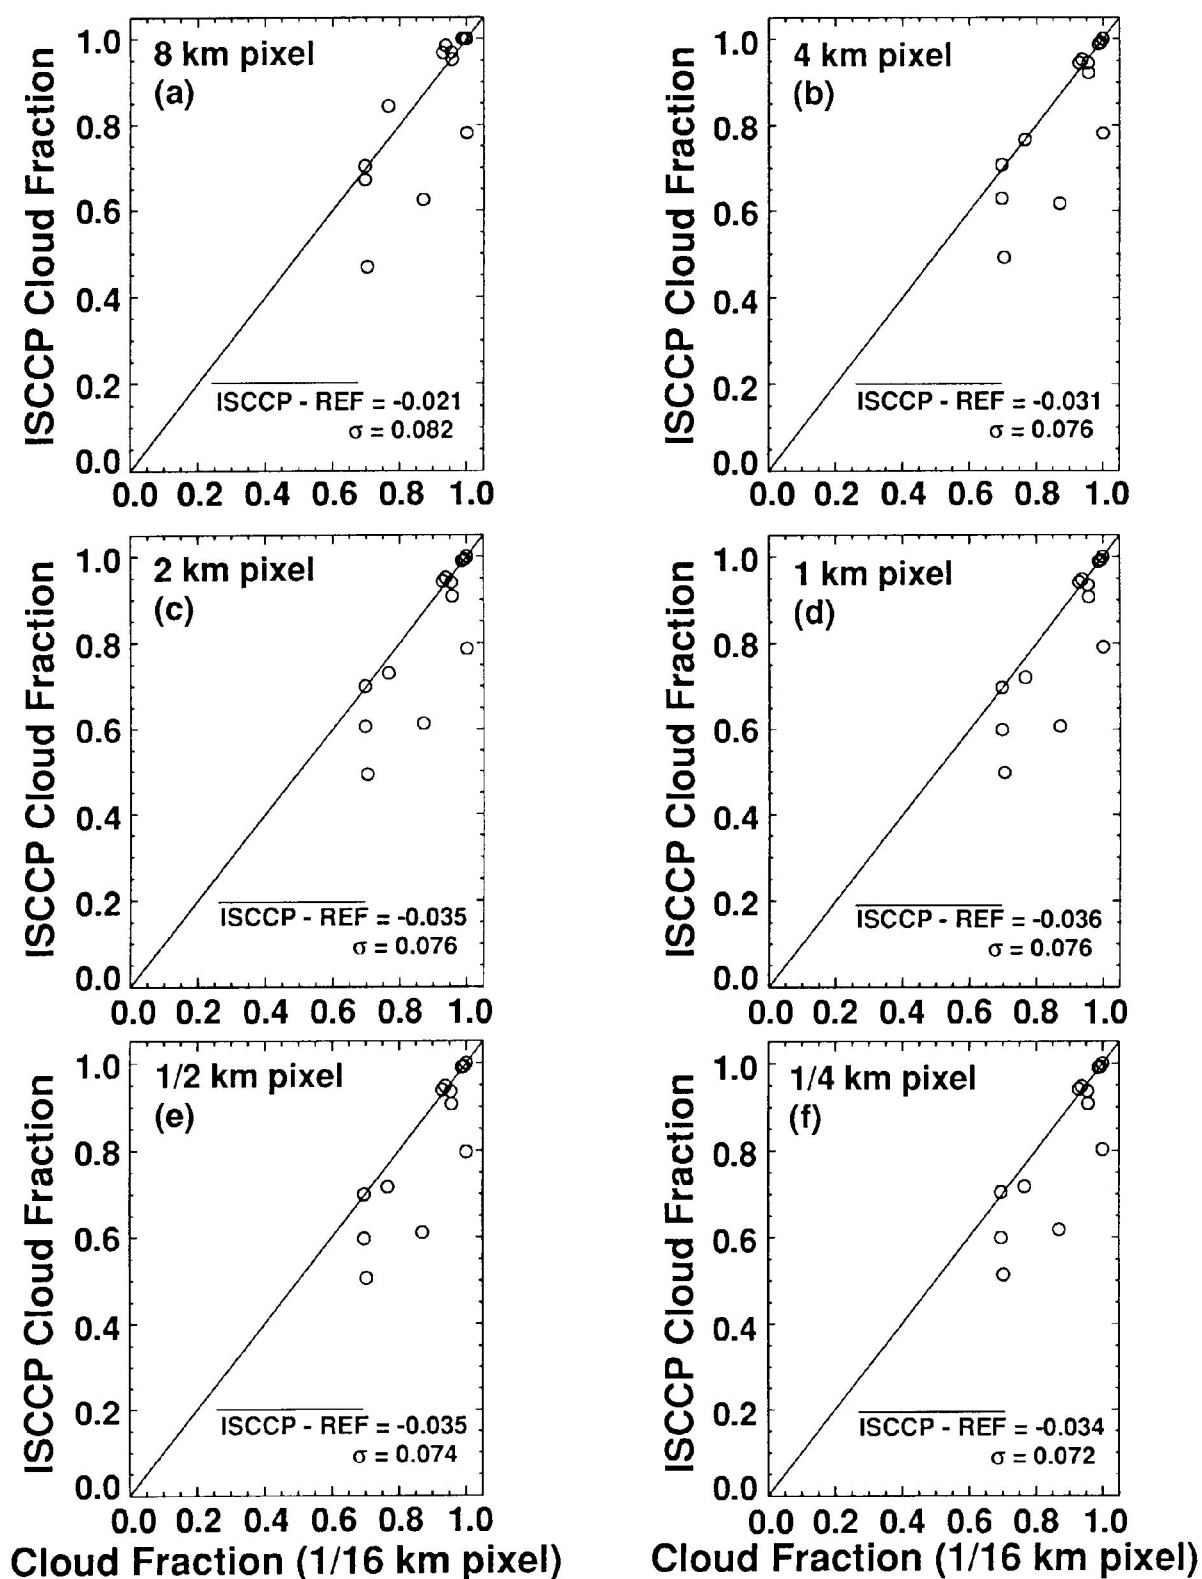 8 km pixel
(a)
ISCCP Cloud Fraction
1.0
0.8
0.6
0.4
0.2
0.0
ISCCP - REF = -0.021
σ = 0.082
0.0 0.2 0.4 0.6 0.8 1.0
4 km pixel
(b)
ISCCP Cloud Fraction
1.0
0.8
0.6
0.4
0.2
0.0
ISCCP - REF = -0.031
σ = 0.076
0.0 0.2 0.4 0.6 0.8 1.0
2 km pixel
(c)
ISCCP Cloud Fraction
1.0
0.8
0.6
0.4
0.2
0.0
ISCCP - REF = -0.035
σ = 0.076
0.0 0.2 0.4 0.6 0.8 1.0
1 km pixel
(d)
ISCCP Cloud Fraction
1.0
0.8
0.6
0.4
0.2
0.0
ISCCP - REF = -0.036
σ = 0.076
0.0 0.2 0.4 0.6 0.8 1.0
1/2 km pixel
(e)
ISCCP Cloud Fraction
1.0
0.8
0.6
0.4
0.2
0.0
ISCCP - REF = -0.035
σ = 0.074
0.0 0.2 0.4 0.6 0.8 1.0
Cloud Fraction (1/16 km pixel)
1/4 km pixel
(f)
ISCCP Cloud Fraction
1.0
0.8
0.6
0.4
0.2
0.0
ISCCP - REF = -0.034
σ = 0.072
0.0 0.2 0.4 0.6 0.8 1.0
Cloud Fraction (1/16 km pixel)